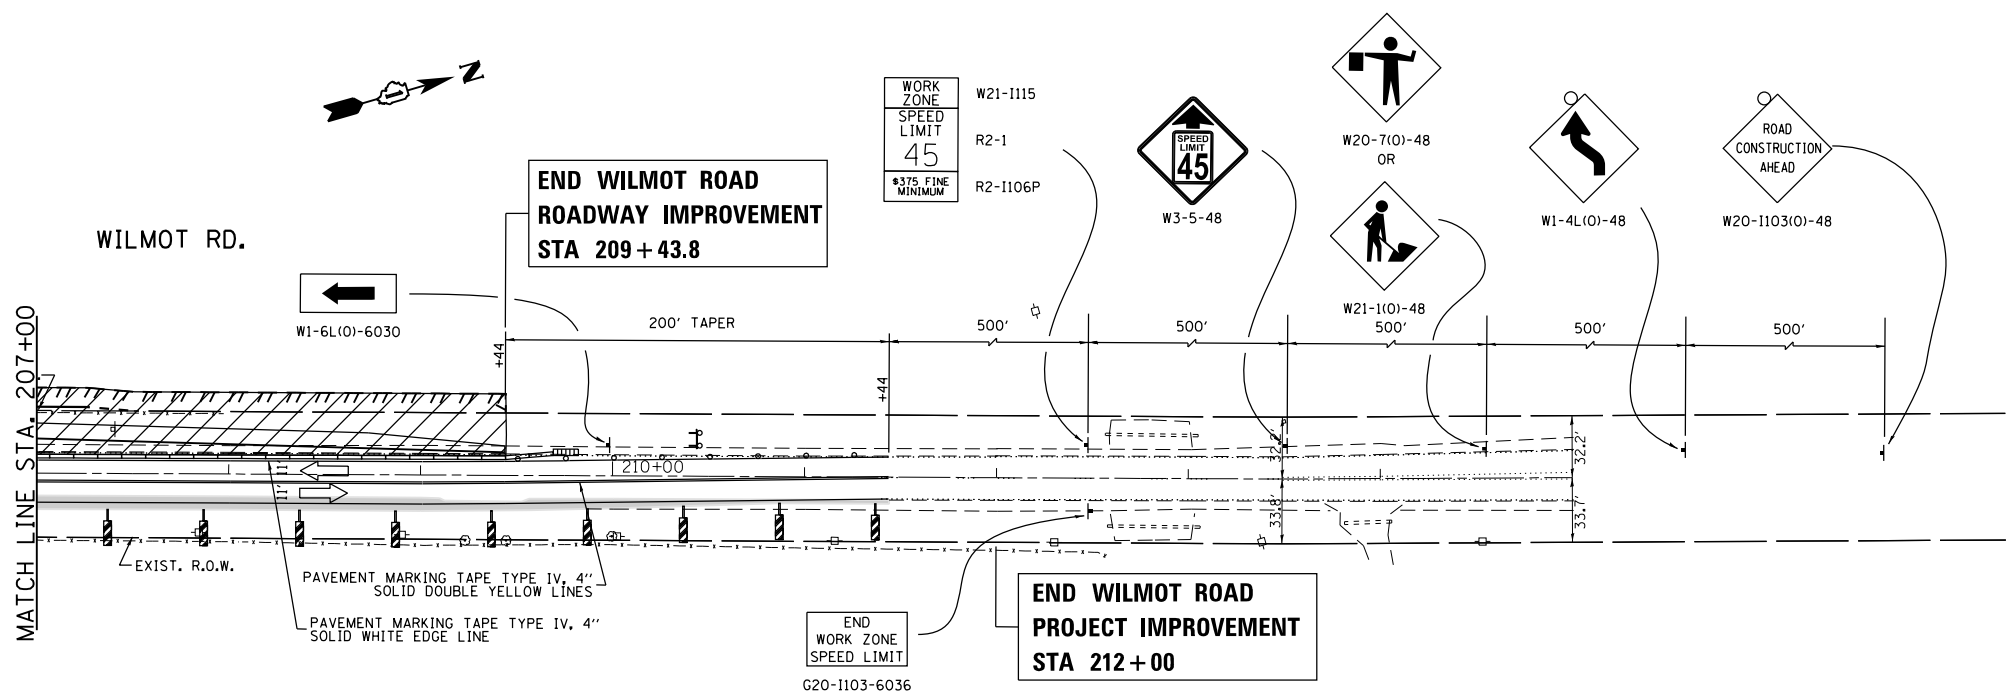 N
WORK
ZONE
SPEED
LIMIT
45
$375 FINE
MINIMUM
W21-I115
R2-1
R2-I106P
SPEED
LIMIT
45
W3-5-48
W20-7(O)-48
OR
W21-1(O)-48
W1-4L(O)-48
ROAD
CONSTRUCTION
AHEAD
W20-I103(O)-48
END WILMOT ROAD
ROADWAY IMPROVEMENT
STA 209+43.8
WILMOT RD.
W1-6L(O)-6030
200' TAPER
500'
500'
500'
500'
500'
+44
+44
MATCH LINE STA. 207+00
11'
11'
210+00
32.2'
33.8'
32.2'
33.7'
EXIST. R.O.W.
PAVEMENT MARKING TAPE TYPE IV, 4"
SOLID DOUBLE YELLOW LINES
PAVEMENT MARKING TAPE TYPE IV, 4"
SOLID WHITE EDGE LINE
END
WORK ZONE
SPEED LIMIT
G20-I103-6036
END WILMOT ROAD
PROJECT IMPROVEMENT
STA 212+00